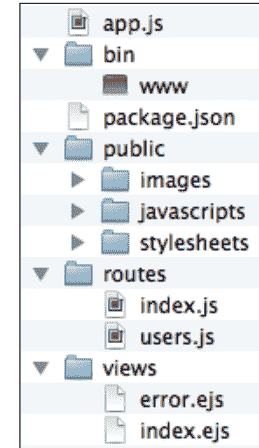 app.js
bin
www
package.json
public
images
javascripts
stylesheets
routes
index.js
users.js
views
error.ejs
index.ejs